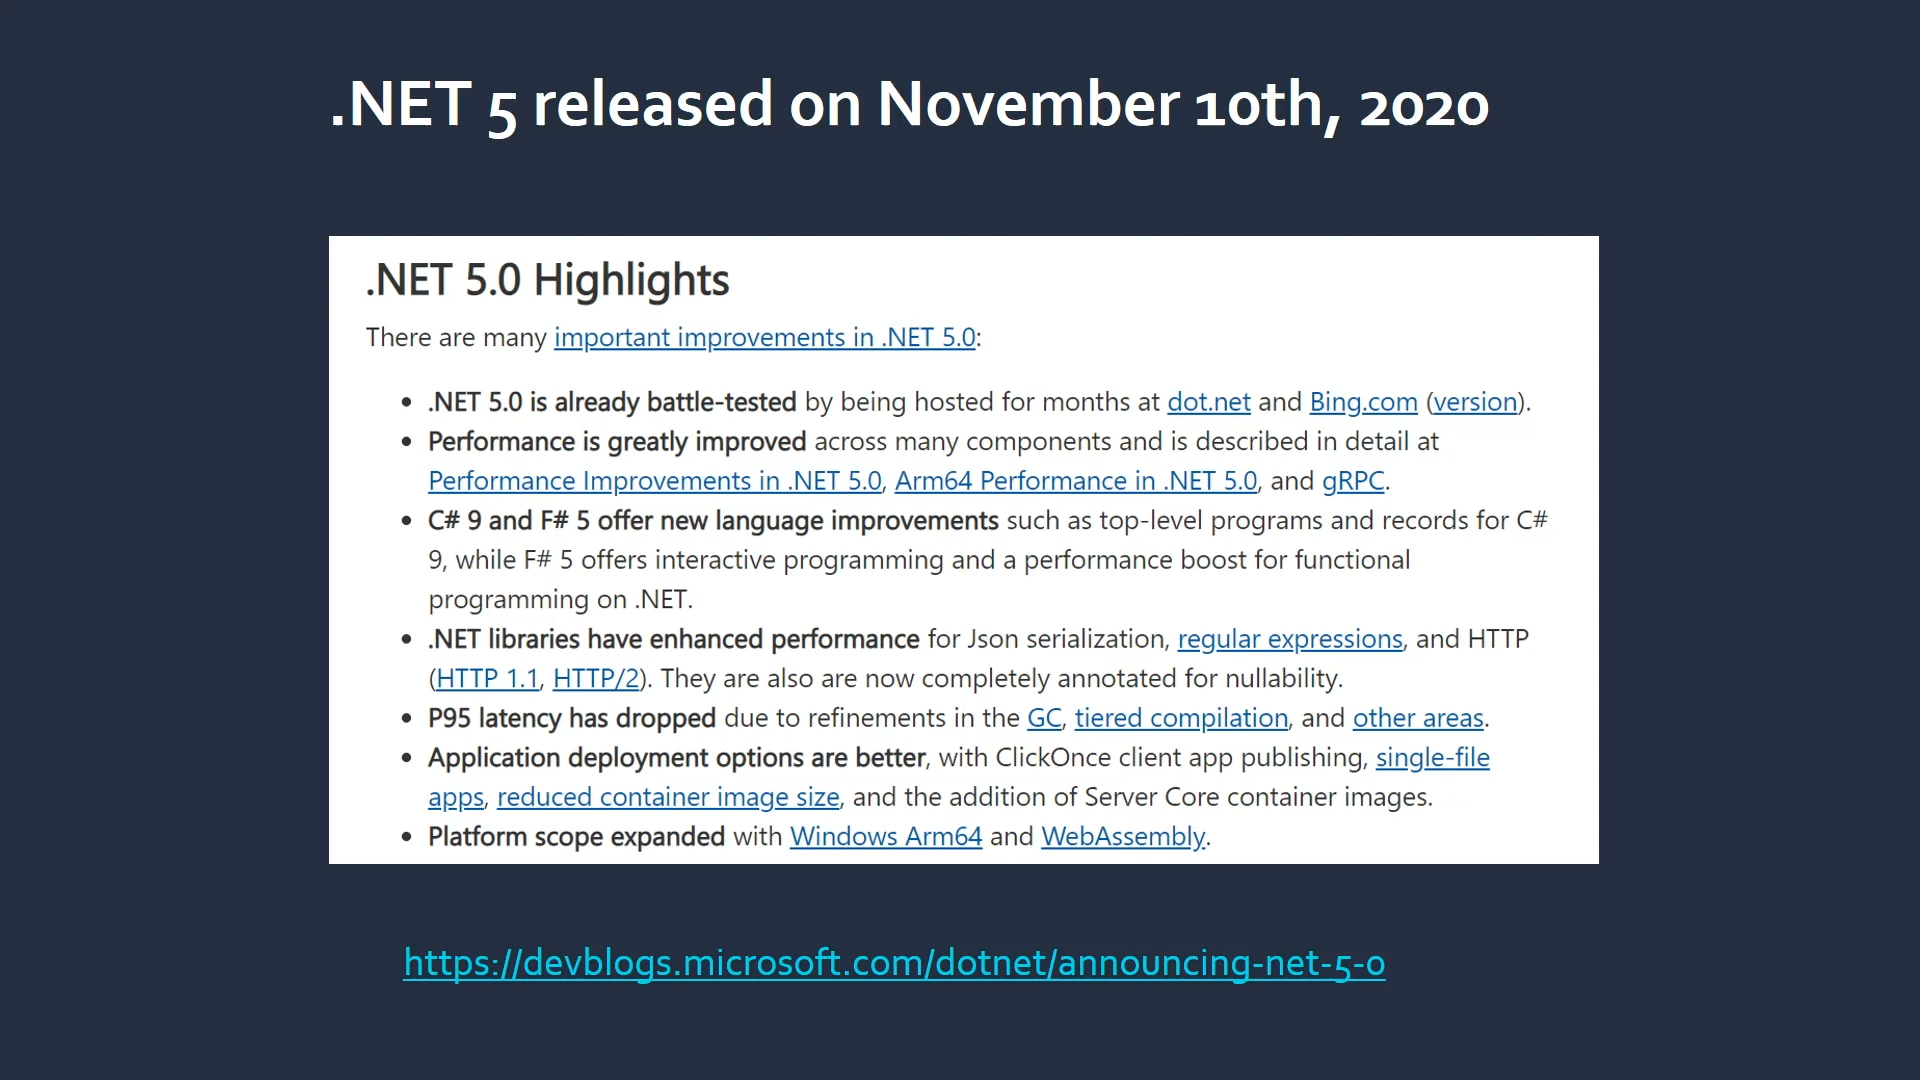 .NET 5 released on November 10th, 2020
.NET 5.0 Highlights
There are many important improvements in .NET 5.0:
• .NET 5.0 is already battle-tested by being hosted for months at dot.net and Bing.com (version).
• Performance is greatly improved across many components and is described in detail at
Performance Improvements in .NET 5.0, Arm64 Performance in .NET 5.0, and gRPC.
• C# 9 and F# 5 offer new language improvements such as top-level programs and records for C#
9, while F# 5 offers interactive programming and a performance boost for functional
programming on .NET.
• .NET libraries have enhanced performance for Json serialization, regular expressions, and HTTP
(HTTP 1.1, HTTP/2). They are also are now completely annotated for nullability.
• P95 latency has dropped due to refinements in the GC, tiered compilation, and other areas.
• Application deployment options are better, with ClickOnce client app publishing, single-file
apps, reduced container image size, and the addition of Server Core container images.
• Platform scope expanded with Windows Arm64 and WebAssembly.
https://devblogs.microsoft.com/dotnet/announcing-net-5-0